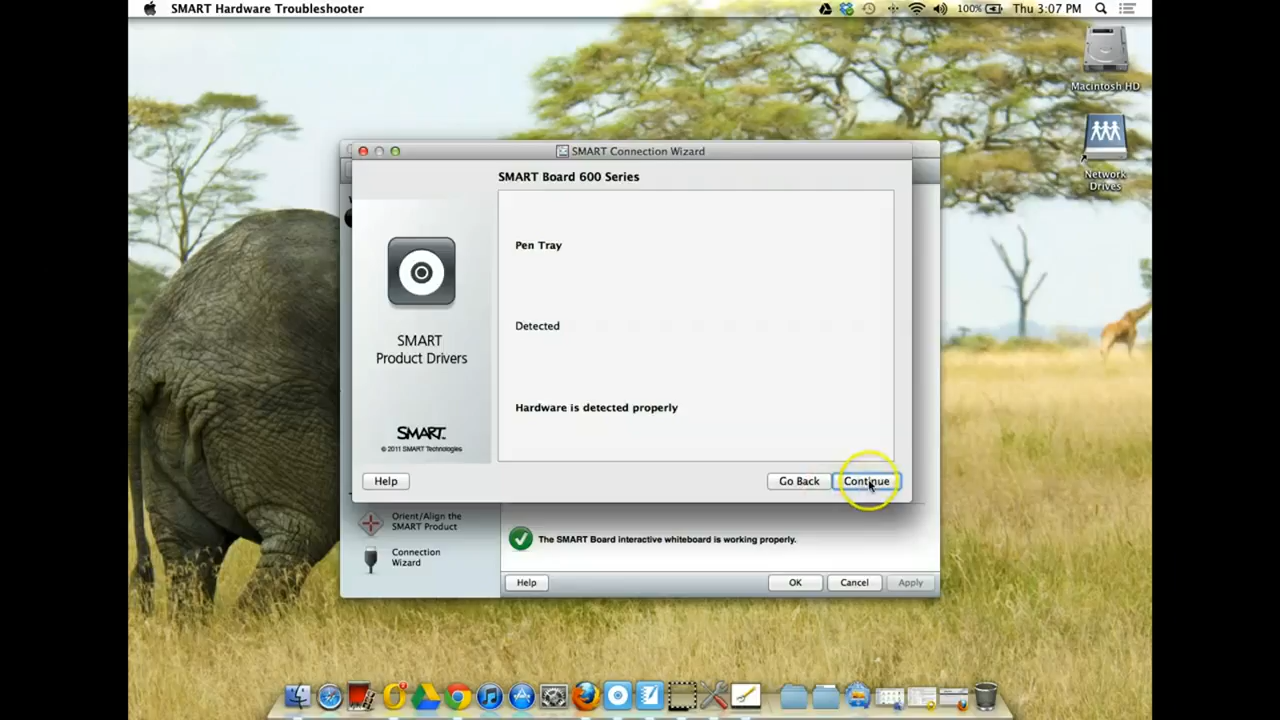 SMART Hardware Troubleshooter
100%
Thu 3:07 PM
Macintosh HD
Network
Drives
SMART Connection Wizard
SMART Board 600 Series
Pen Tray
Detected
Hardware is detected properly
SMART
Product Drivers
SMART
© 2011 SMART Technologies
Help
Go Back
Continue
Orient/Align the
SMART Product
Connection
Wizard
The SMART Board interactive whiteboard is working properly.
Help
OK
Cancel
Apply